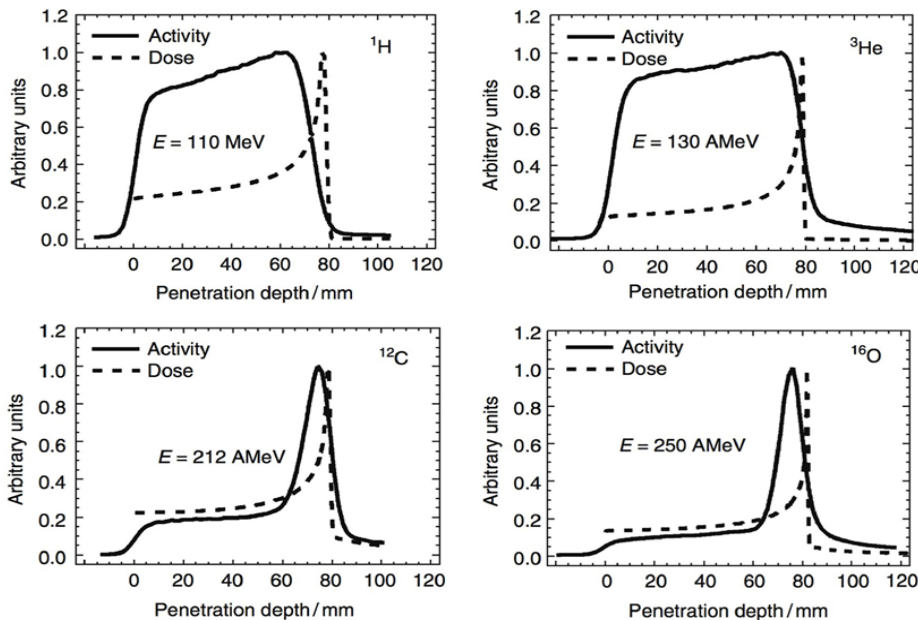 1.2
1.0
0.8
0.6
0.4
0.2
0.0
Arbitrary units
Activity
Dose
¹H
E = 110 MeV
0 20 40 60 80 100 120
Penetration depth/mm
1.2
1.0
0.8
0.6
0.4
0.2
0.0
Arbitrary units
Activity
Dose
³He
E = 130 AMeV
0 20 40 60 80 100 120
Penetration depth/mm
1.2
1.0
0.8
0.6
0.4
0.2
0.0
Arbitrary units
Activity
Dose
¹²C
E = 212 AMeV
0 20 40 60 80 100 120
Penetration depth/mm
1.2
1.0
0.8
0.6
0.4
0.2
0.0
Arbitrary units
Activity
Dose
¹⁶O
E = 250 AMeV
0 20 40 60 80 100 120
Penetration depth/mm